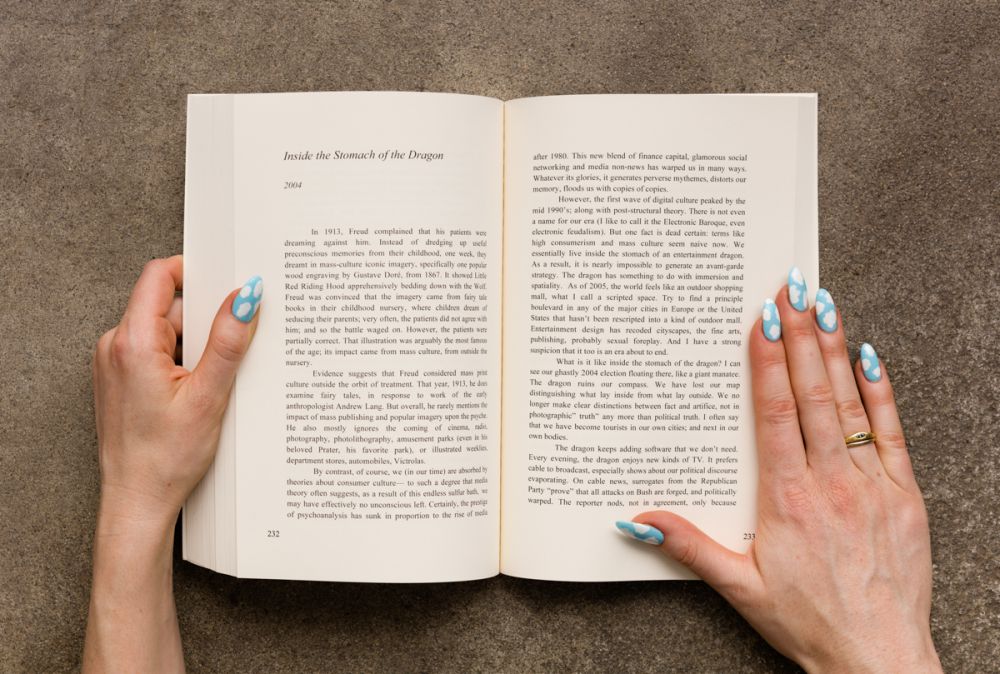 Inside the Stomach of the Dragon
2004
In 1913, Freud complained that his patients were
dreaming against him. Instead of dredging up useful
preconscious memories from their childhood, one week, they
dreamt in mass-culture iconic imagery, specifically one popular
wood engraving by Gustave Doré, from 1867. It showed Little
Red Riding Hood apprehensively bedding down with the Wolf.
Freud was convinced that the imagery came from fairy tale
books in their childhood nursery, where children dream of
seducing their parents; very often, the patients did not agree with
him; and so the battle waged on. However, the patients were
partially correct. That illustration was arguably the most famous
of the age; its impact came from mass culture, from outside the
nursery.
Evidence suggests that Freud considered mass print
culture outside the orbit of treatment. That year, 1913, he does
examine fairy tales, in response to work of the early
anthropologist Andrew Lang. But overall, he rarely mentions the
impact of mass publishing and popular imagery upon the psyche.
He also mostly ignores the coming of cinema, radio,
photography, photolithography, amusement parks (even in his
beloved Prater, his favorite park), or illustrated weeklies,
department stores, automobiles, Victrolas.
By contrast, of course, we (in our time) are absorbed by
theories about consumer culture— to such a degree that media
theory often suggests, as a result of this endless sulfur bath, we
may have effectively no unconscious left. Certainly, the prestige
of psychoanalysis has sunk in proportion to the rise of media
232
after 1980. This new blend of finance capital, glamorous social
networking and media non-news has warped us in many ways.
Whatever its glories, it generates perverse mythemes, distorts our
memory, floods us with copies of copies.
However, the first wave of digital culture peaked by the
mid 1990's; along with post-structural theory. There is not even
a name for our era (I like to call it the Electronic Baroque, even
electronic feudalism). But one fact is dead certain: terms like
high consumerism and mass culture seem naive now. We
essentially live inside the stomach of an entertainment dragon.
As a result, it is nearly impossible to generate an avant-garde
strategy. The dragon has something to do with immersion and
spatiality. As of 2005, the world feels like an outdoor shopping
mall, what I call a scripted space. Try to find a principle
boulevard in any of the major cities in Europe or the United
States that hasn't been rescripted into a kind of outdoor mall.
Entertainment design has recoded cityscapes, the fine arts,
publishing, probably sexual foreplay. And I have a strong
suspicion that it too is an era about to end.
What is it like inside the stomach of the dragon? I can
see our ghastly 2004 election floating there, like a giant manatee.
The dragon ruins our compass. We have lost our map
distinguishing what lay inside from what lay outside. We no
longer make clear distinctions between fact and artifice, not in
photographic" truth" any more than political truth. I often say
that we have become tourists in our own cities; and next in our
own bodies.
The dragon keeps adding software that we don't need.
Every evening, the dragon enjoys new kinds of TV. It prefers
cable to broadcast, especially shows about our political discourse
evaporating. On cable news, surrogates from the Republican
Party “prove” that all attacks on Bush are forged, and politically
warped. The reporter nods, not in agreement, only because
233